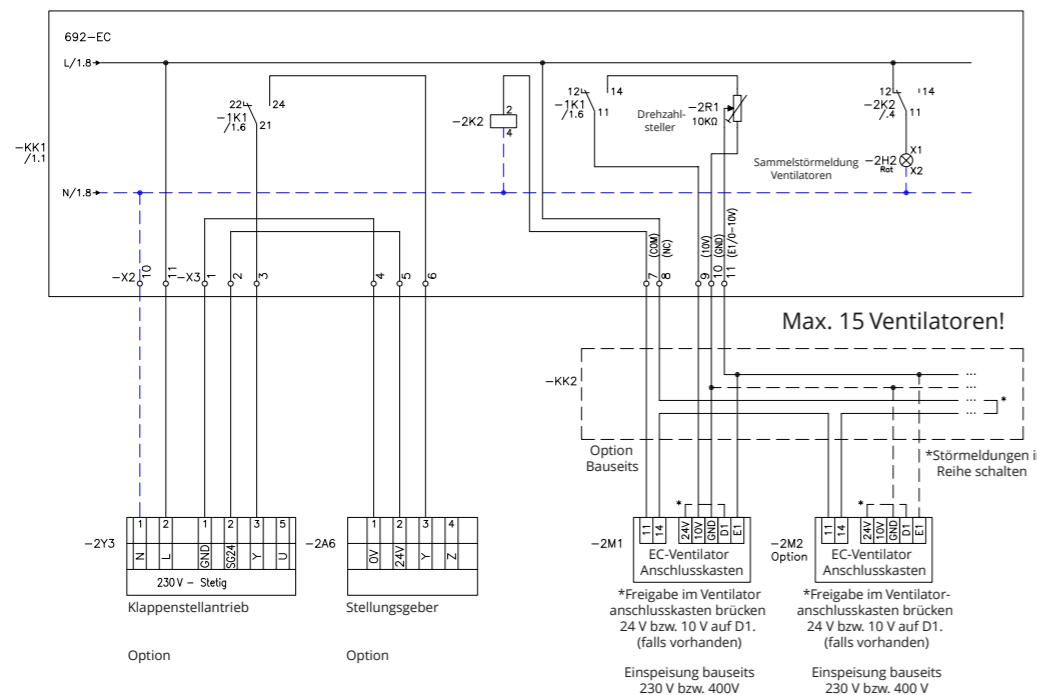 692-EC
L/1.8
22
24
-1K1
/1.6
21
-2K2
2
4
12
14
-1K1
/1.6
11
Drehzahl-
steller
-2R1
10KΩ
12
14
-2K2
/.4
11
-KK1
/1.1
Sammelstörmeldung
Ventilatoren
-2H2
Rot
X1
X2
N/1.8
(COM)
(NC)
(10V)
(GND)
(E1/0-10V)
-X2
10
11
-X3
1
2
3
4
5
6
7
8
9
10
11
Max. 15 Ventilatoren!
-KK2
...
...
...
...
*
Option
Bauseits
*Störmeldungen i
Reihe schalten
-2Y3
1
2
1
2
3
5
N
L
GND
SG24
Y
U
230 V - Stetig
Klappenstellantrieb
Option
-2A6
1
2
3
4
0V
24V
Y
Z
Stellungsgeber
Option
*
-2M1
11
14
24V
10V
GND
D1
E1
EC-Ventilator
Anschlusskasten
*Freigabe im Ventilator
anschlusskasten brücken
24 V bzw. 10 V auf D1.
(falls vorhanden)
Einspeisung bauseits
230 V bzw. 400V
*
-2M2
Option
11
14
24V
10V
GND
D1
E1
EC-Ventilator
Anschlusskasten
*Freigabe im Ventilator-
anschlusskasten brücken
24 V bzw. 10 V auf D1.
(falls vorhanden)
Einspeisung bauseits
230 V bzw. 400 V